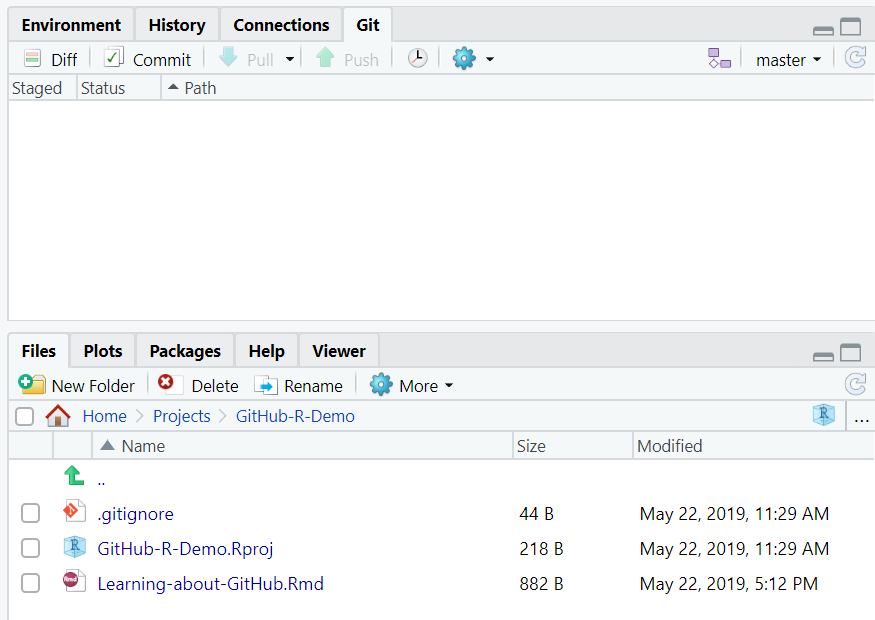 Environment History Connections Git
Diff Commit Pull Push master
Staged Status Path
Files Plots Packages Help Viewer
New Folder Delete Rename More
Home Projects GitHub-R-Demo R ...
Name Size Modified
..
.gitignore 44 B May 22, 2019, 11:29 AM
R GitHub-R-Demo.Rproj 218 B May 22, 2019, 11:29 AM
Rmd Learning-about-GitHub.Rmd 882 B May 22, 2019, 5:12 PM